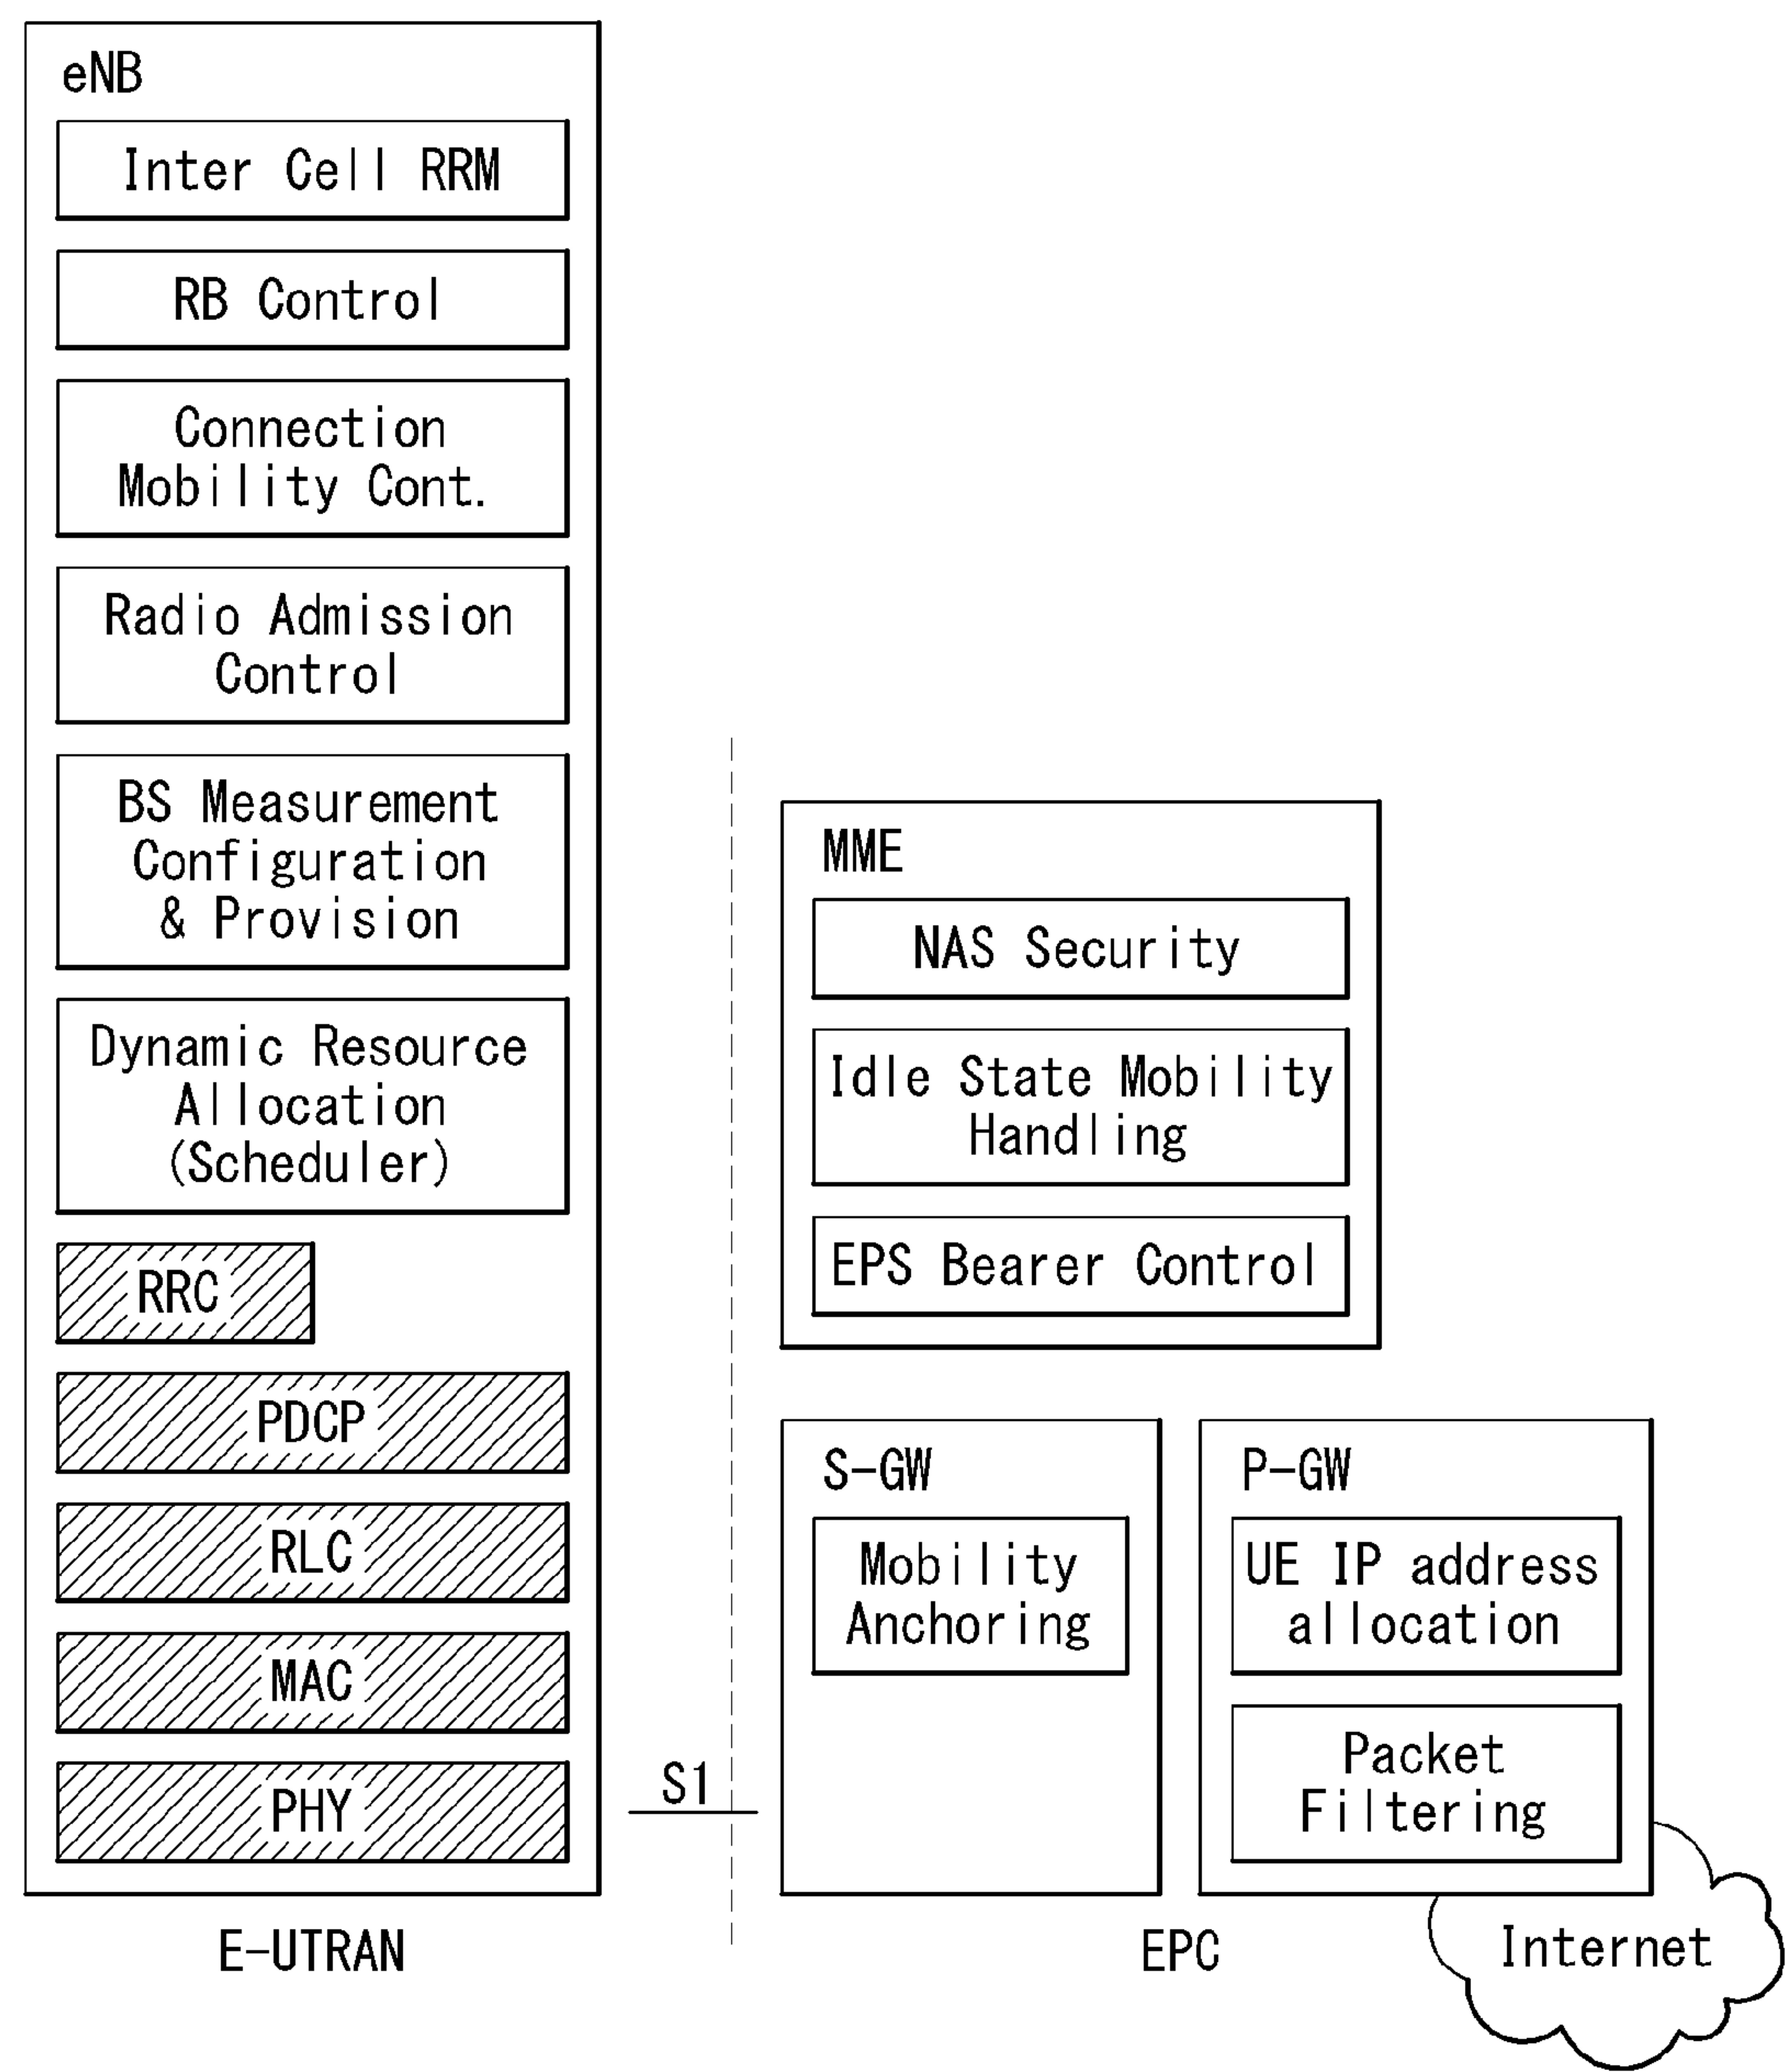 eNB
Inter Cell RRM
RB Control
Connection
Mobility Cont.
Radio Admission
Control
BS Measurement
Configuration
& Provision
Dynamic Resource
Allocation
(Scheduler)
RRC
PDCP
RLC
MAC
PHY
E-UTRAN
S1
MME
NAS Security
Idle State Mobility
Handling
EPS Bearer Control
S-GW
Mobility
Anchoring
P-GW
UE IP address
allocation
Packet
Filtering
EPC
Internet